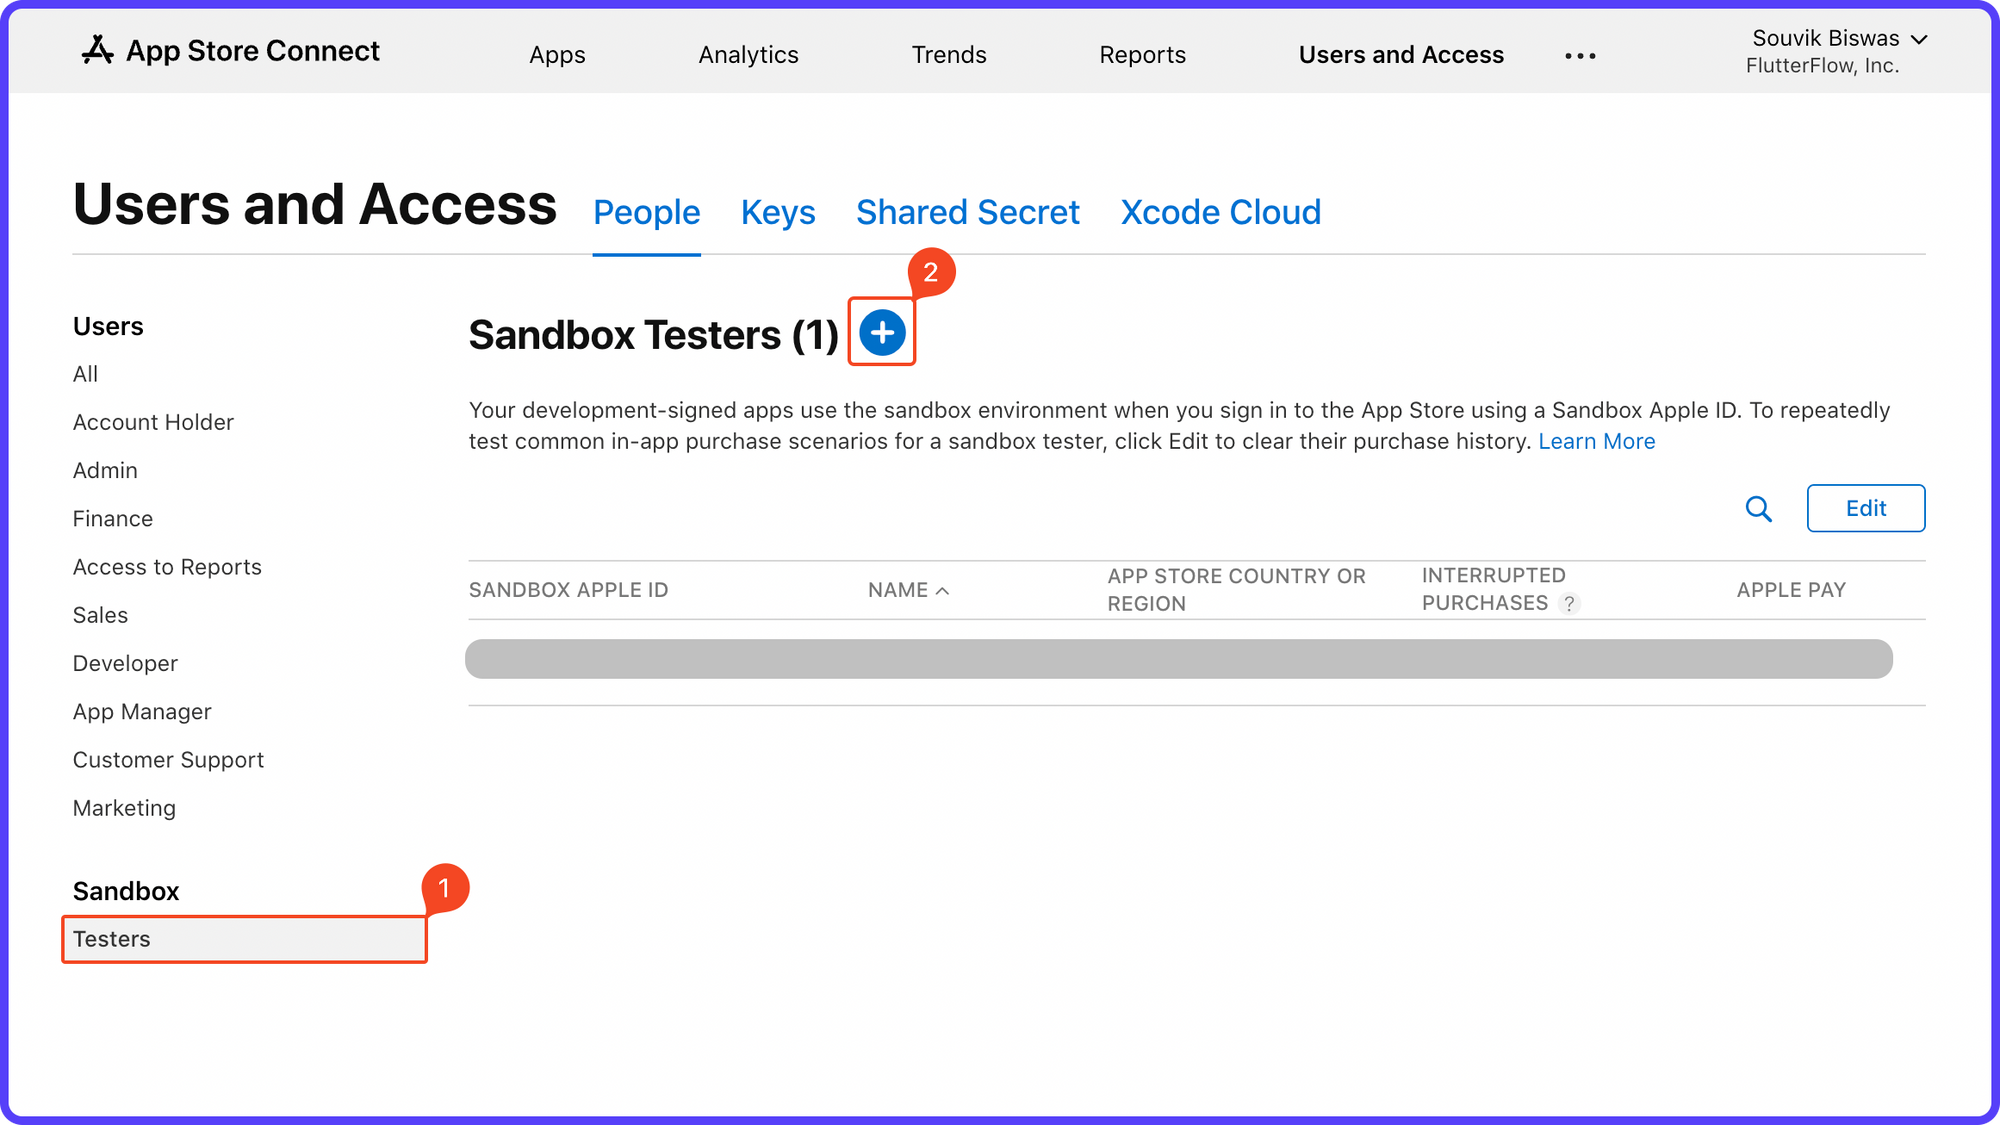 App Store Connect
Apps
Analytics
Trends
Reports
Users and Access
Souvik Biswas
FlutterFlow, Inc.
Users and Access
People
Keys
Shared Secret
Xcode Cloud
Users
All
Account Holder
Admin
Finance
Access to Reports
Sales
Developer
App Manager
Customer Support
Marketing
Sandbox
1
Testers
2
Sandbox Testers (1)
Your development-signed apps use the sandbox environment when you sign in to the App Store using a Sandbox Apple ID. To repeatedly
test common in-app purchase scenarios for a sandbox tester, click Edit to clear their purchase history. Learn More
Edit
SANDBOX APPLE ID
NAME
APP STORE COUNTRY OR
REGION
INTERRUPTED
PURCHASES ?
APPLE PAY